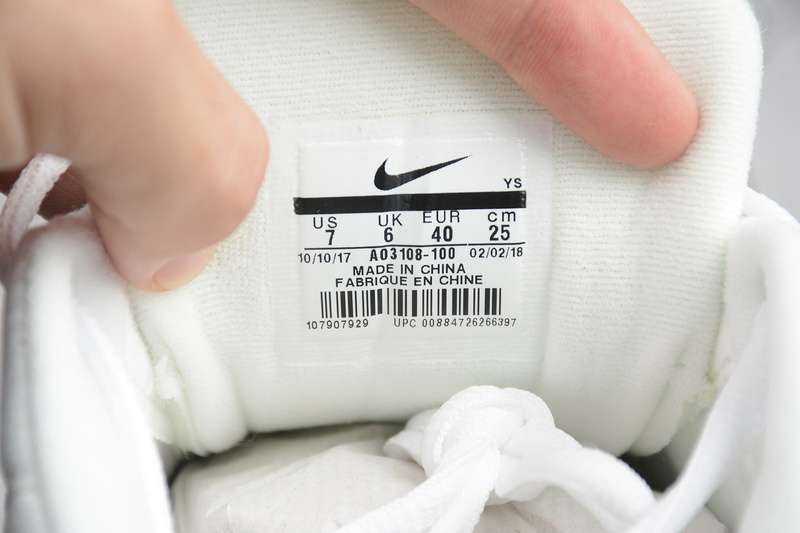 YS
US UK EUR cm
7 6 40 25
10/10/17 AO3108-100 02/02/18
MADE IN CHINA
FABRIQUE EN CHINE
107907929 UPC 00884726266397